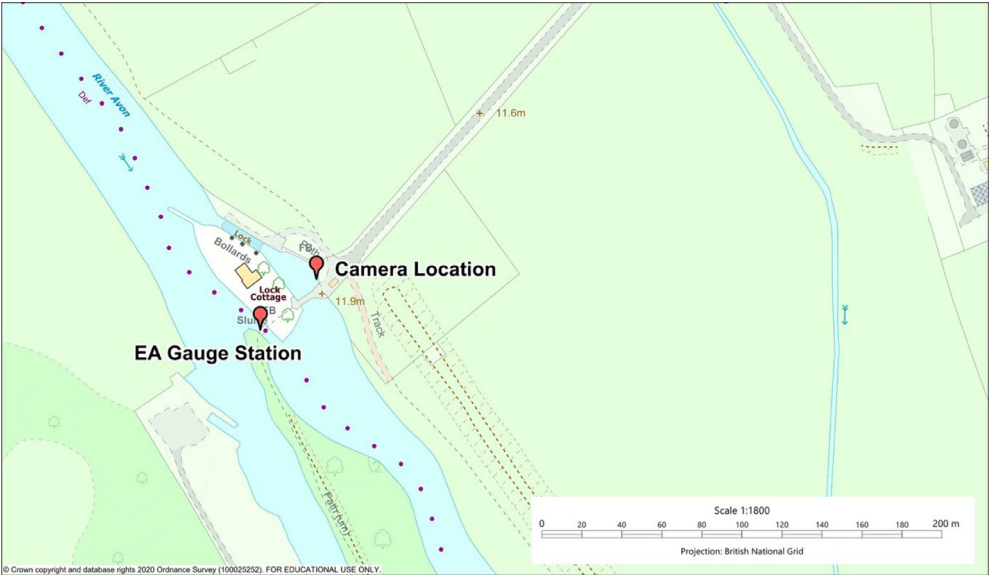 River Avon
Def
11.6m
Lock
Bollards
FB
Path
Camera Location
Lock
Cottage
11.9m
FB
Track
EA Gauge Station
Path (um)
Scale 1:1800
0 20 40 60 80 100 120 140 160 180 200 m
Projection: British National Grid
© Crown copyright and database rights 2020 Ordnance Survey (100025252). FOR EDUCATIONAL USE ONLY.